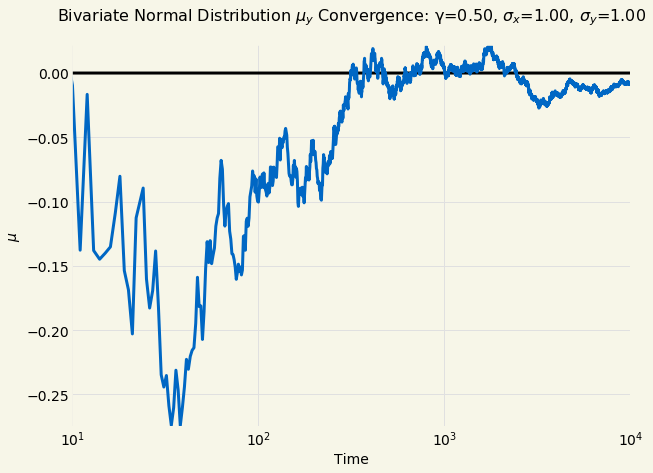 Bivariate Normal Distribution μ_y Convergence: γ=0.50, σ_x=1.00, σ_y=1.00
0.00
−0.05
−0.10
−0.15
−0.20
−0.25
μ
10^1 10^2 10^3 10^4
Time